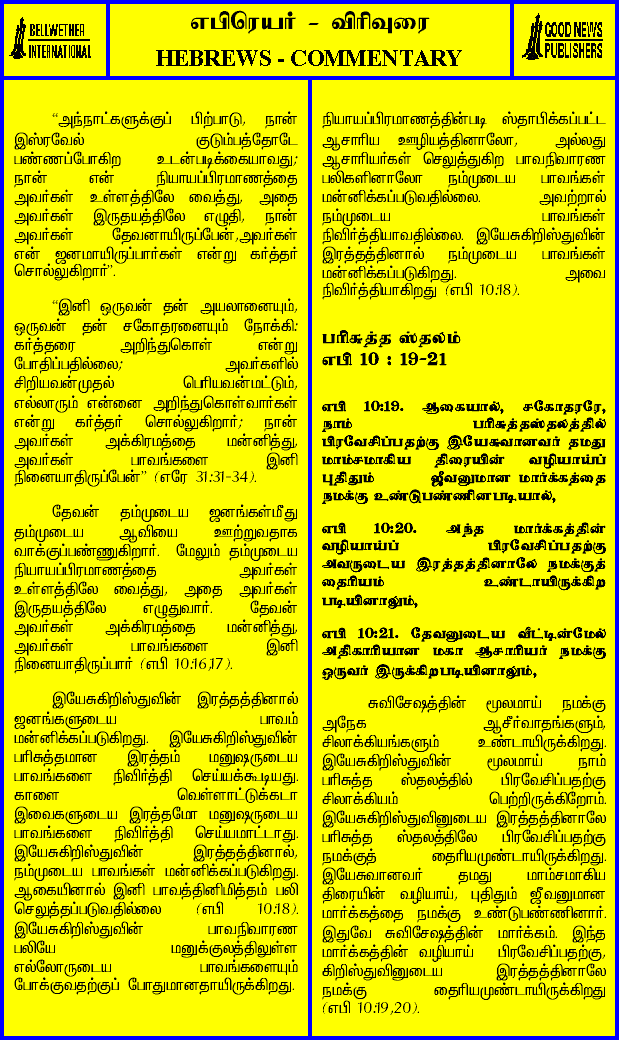 BELLWETHER
INTERNATIONAL
எபிரெயர் - விரிவுரை
HEBREWS - COMMENTARY
GOOD NEWS
PUBLISHERS
“அந்நாட்களுக்குப் பிற்பாடு, நான்
இஸ்ரவேல் குடும்பத்தோடே
பண்ணப்போகிற உடன்படிக்கையாவது;
நான் என் நியாயப்பிரமாணத்தை
அவர்கள் உள்ளத்திலே வைத்து, அதை
அவர்கள் இருதயத்திலே எழுதி, நான்
அவர்கள் தேவனாயிருப்பேன்,அவர்கள்
என் ஜனமாயிருப்பார்கள் என்று கர்த்தர்
சொல்லுகிறார்”.
“இனி ஒருவன் தன் அயலானையும்,
ஒருவன் தன் சகோதரனையும் நோக்கி:
கர்த்தரை அறிந்துகொள் என்று
போதிப்பதில்லை; அவர்களில்
சிறியவன்முதல் பெரியவன்மட்டும்,
எல்லாரும் என்னை அறிந்துகொள்வார்கள்
என்று கர்த்தர் சொல்லுகிறார்; நான்
அவர்கள் அக்கிரமத்தை மன்னித்து,
அவர்கள் பாவங்களை இனி
நினையாதிருப்பேன்” (எரே 31:31-34).
தேவன் தம்முடைய ஜனங்கள்மீது
தம்முடைய ஆவியை ஊற்றுவதாக
வாக்குப்பண்ணுகிறார். மேலும் தம்முடைய
நியாயப்பிரமாணத்தை அவர்கள்
உள்ளத்திலே வைத்து, அதை அவர்கள்
இருதயத்திலே எழுதுவார். தேவன்
அவர்கள் அக்கிரமத்தை மன்னித்து,
அவர்கள் பாவங்களை இனி
நினையாதிருப்பார் (எபி 10:16,17).
இயேசுகிறிஸ்துவின் இரத்தத்தினால்
ஜனங்களுடைய பாவம்
மன்னிக்கப்படுகிறது. இயேசுகிறிஸ்துவின்
பரிசுத்தமான இரத்தம் மனுஷருடைய
பாவங்களை நிவிர்த்தி செய்யக்கூடியது.
காளை வெள்ளாட்டுக்கடா
இவைகளுடைய இரத்தமோ மனுஷருடைய
பாவங்களை நிவிர்த்தி செய்யமாட்டாது.
இயேசுகிறிஸ்துவின் இரத்தத்தினால்,
நம்முடைய பாவங்கள் மன்னிக்கப்படுகிறது.
ஆகையினால் இனி பாவத்தினிமித்தம் பலி
செலுத்தப்படுவதில்லை (எபி 10:18).
இயேசுகிறிஸ்துவின் பாவநிவாரண
பலியே மனுக்குலத்திலுள்ள
எல்லோருடைய பாவங்களையும்
போக்குவதற்குப் போதுமானதாயிருக்கிறது.
நியாயப்பிரமாணத்தின்படி ஸ்தாபிக்கப்பட்ட
ஆசாரிய ஊழியத்தினாலோ, அல்லது
ஆசாரியர்கள் செலுத்துகிற பாவநிவாரண
பலிகளினாலோ நம்முடைய பாவங்கள்
மன்னிக்கப்படுவதில்லை. அவற்றால்
நம்முடைய பாவங்கள்
நிவிர்த்தியாவதில்லை. இயேசுகிறிஸ்துவின்
இரத்தத்தினால் நம்முடைய பாவங்கள்
மன்னிக்கப்படுகிறது. அவை
நிவிர்த்தியாகிறது (எபி 10:18).
பரிசுத்த ஸ்தலம்
எபி 10 : 19-21
எபி 10:19. ஆகையால், சகோதரரே,
நாம் பரிசுத்தஸ்தலத்தில்
பிரவேசிப்பதற்கு இயேசுவானவர் தமது
மாம்சமாகிய திரையின் வழியாய்ப்
புதிதும் ஜீவனுமான மார்க்கத்தை
நமக்கு உண்டுபண்ணினபடியால்,
எபி 10:20. அந்த மார்க்கத்தின்
வழியாய்ப் பிரவேசிப்பதற்கு
அவருடைய இரத்தத்தினாலே நமக்குத்
தைரியம் உண்டாயிருக்கிற
படியினாலும்,
எபி 10:21. தேவனுடைய வீட்டின்மேல்
அதிகாரியான மகா ஆசாரியர் நமக்கு
ஒருவர் இருக்கிறபடியினாலும்,
சுவிசேஷத்தின் மூலமாய் நமக்கு
அநேக ஆசீர்வாதங்களும்,
சிலாக்கியங்களும் உண்டாயிருக்கிறது.
இயேசுகிறிஸ்துவின் மூலமாய் நாம்
பரிசுத்த ஸ்தலத்தில் பிரவேசிப்பதற்கு
சிலாக்கியம் பெற்றிருக்கிறோம்.
இயேசுகிறிஸ்துவினுடைய இரத்தத்தினாலே
பரிசுத்த ஸ்தலத்திலே பிரவேசிப்பதற்கு
நமக்குத் தைரியமுண்டாயிருக்கிறது.
இயேசுவானவர் தமது மாம்சமாகிய
திரையின் வழியாய், புதிதும் ஜீவனுமான
மார்க்கத்தை நமக்கு உண்டுபண்ணினார்.
இதுவே சுவிசேஷத்தின் மார்க்கம். இந்த
மார்க்கத்தின் வழியாய் பிரவேசிப்பதற்கு,
கிறிஸ்துவினுடைய இரத்தத்தினாலே
நமக்கு தைரியமுண்டாயிருக்கிறது
(எபி 10:19,20).